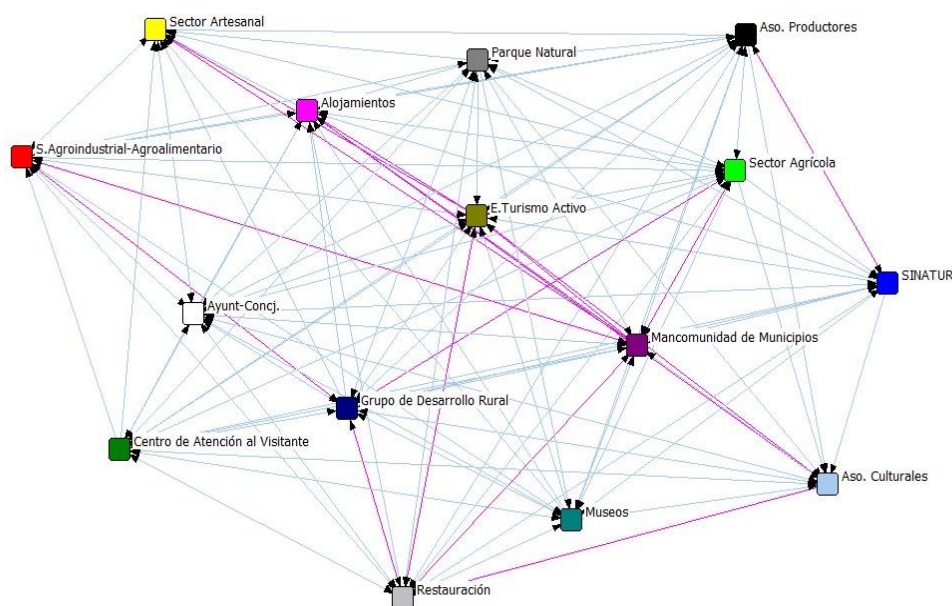 Sector Artesanal
Aso. Productores
Parque Natural
Alojamientos
S.Agroindustrial-Agroalimentario
Sector Agrícola
E.Turismo Activo
SINATUR
Ayunt-Concj.
Mancomunidad de Municipios
Grupo de Desarrollo Rural
Centro de Atención al Visitante
Aso. Culturales
Museos
Restauración